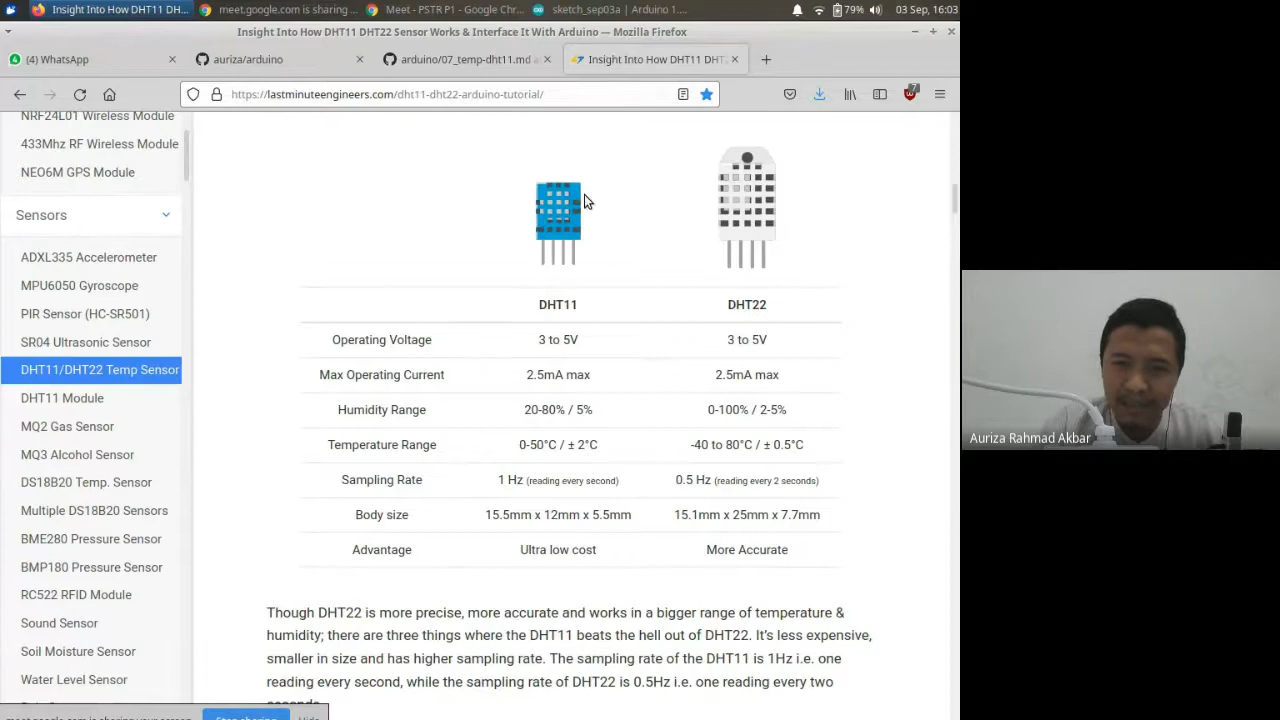 Insight Into How DHT11 DH...
meet.google.com is sharing ...
Meet - PSTR P1 - Google Chr...
sketch_sep03a | Arduino 1....
79%
03 Sep, 16:03
Insight Into How DHT11 DHT22 Sensor Works & Interface It With Arduino — Mozilla Firefox
(4) WhatsApp
auriza/arduino
arduino/07_temp-dht11.md a
Insight Into How DHT11 DHT
https://lastminuteengineers.com/dht11-dht22-arduino-tutorial/
7
NRF24L01 Wireless Module
433Mhz RF Wireless Module
NEO6M GPS Module
Sensors
ADXL335 Accelerometer
MPU6050 Gyroscope
PIR Sensor (HC-SR501)
SR04 Ultrasonic Sensor
DHT11/DHT22 Temp Sensor
DHT11 Module
MQ2 Gas Sensor
MQ3 Alcohol Sensor
DS18B20 Temp. Sensor
Multiple DS18B20 Sensors
BME280 Pressure Sensor
BMP180 Pressure Sensor
RC522 RFID Module
Sound Sensor
Soil Moisture Sensor
Water Level Sensor
DHT11 DHT22
Operating Voltage 3 to 5V 3 to 5V
Max Operating Current 2.5mA max 2.5mA max
Humidity Range 20-80% / 5% 0-100% / 2-5%
Temperature Range 0-50°C / ± 2°C -40 to 80°C / ± 0.5°C
Sampling Rate 1 Hz (reading every second) 0.5 Hz (reading every 2 seconds)
Body size 15.5mm x 12mm x 5.5mm 15.1mm x 25mm x 7.7mm
Advantage Ultra low cost More Accurate
Though DHT22 is more precise, more accurate and works in a bigger range of temperature &
humidity; there are three things where the DHT11 beats the hell out of DHT22. It's less expensive,
smaller in size and has higher sampling rate. The sampling rate of the DHT11 is 1Hz i.e. one
reading every second, while the sampling rate of DHT22 is 0.5Hz i.e. one reading every two
seconds
meet.google.com is sharing your screen.
Stop sharing
Hide
Auriza Rahmad Akbar